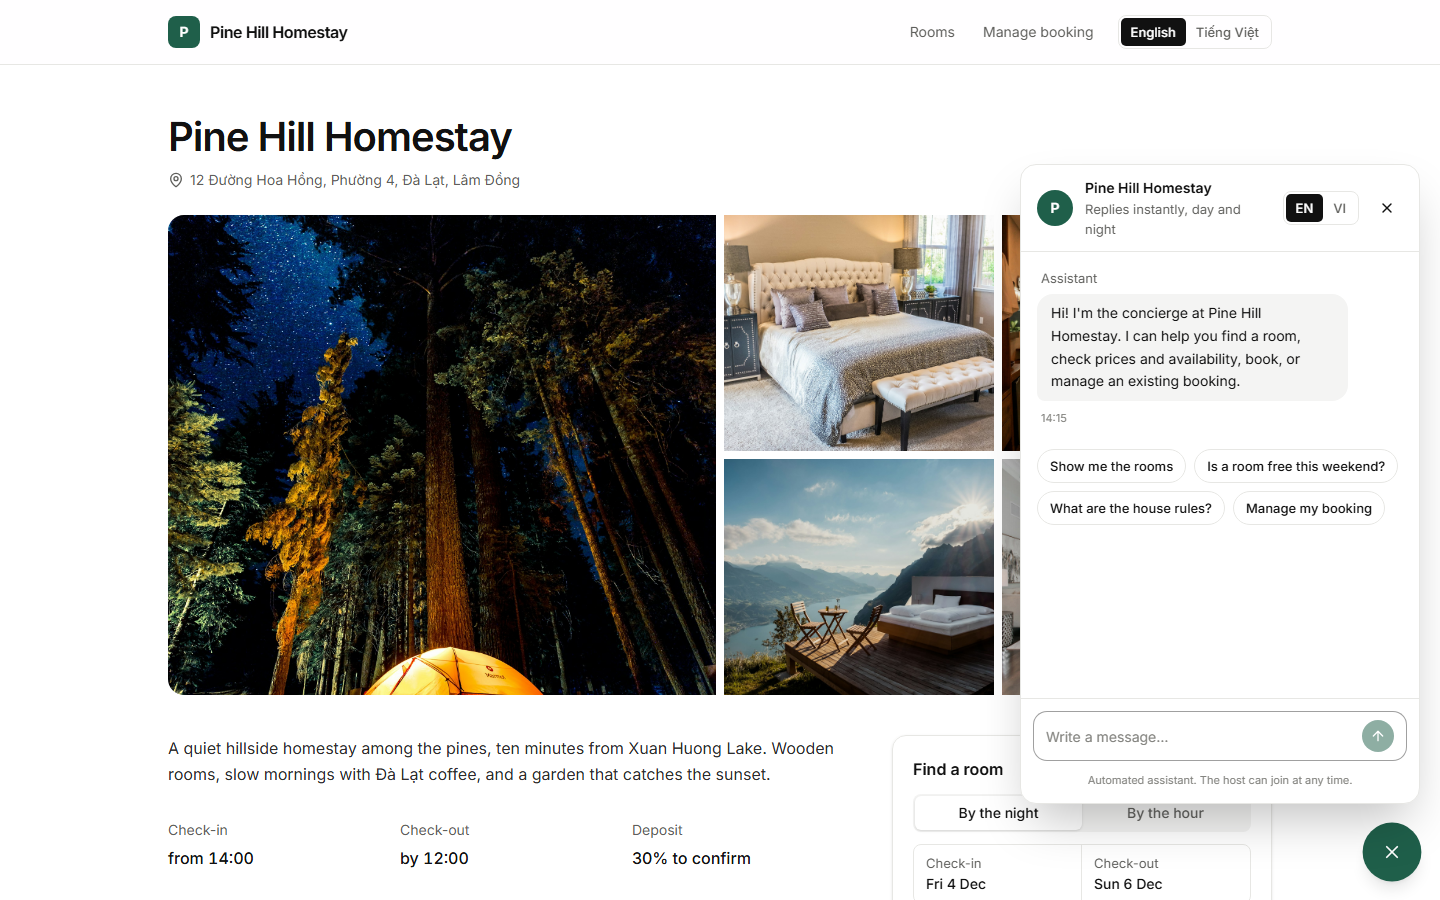 P
Pine Hill Homestay
Rooms
Manage booking
English
Tiếng Việt
Pine Hill Homestay
12 Đường Hoa Hồng, Phường 4, Đà Lạt, Lâm Đồng
P
Pine Hill Homestay
Replies instantly, day and
night
EN
VI
Assistant
Hi! I'm the concierge at Pine Hill
Homestay. I can help you find a room,
check prices and availability, book, or
manage an existing booking.
14:15
Show me the rooms
Is a room free this weekend?
What are the house rules?
Manage my booking
Write a message...
Automated assistant. The host can join at any time.
A quiet hillside homestay among the pines, ten minutes from Xuan Huong Lake. Wooden
rooms, slow mornings with Đà Lạt coffee, and a garden that catches the sunset.
Check-in
from 14:00
Check-out
by 12:00
Deposit
30% to confirm
Find a room
By the night
By the hour
Check-in
Fri 4 Dec
Check-out
Sun 6 Dec